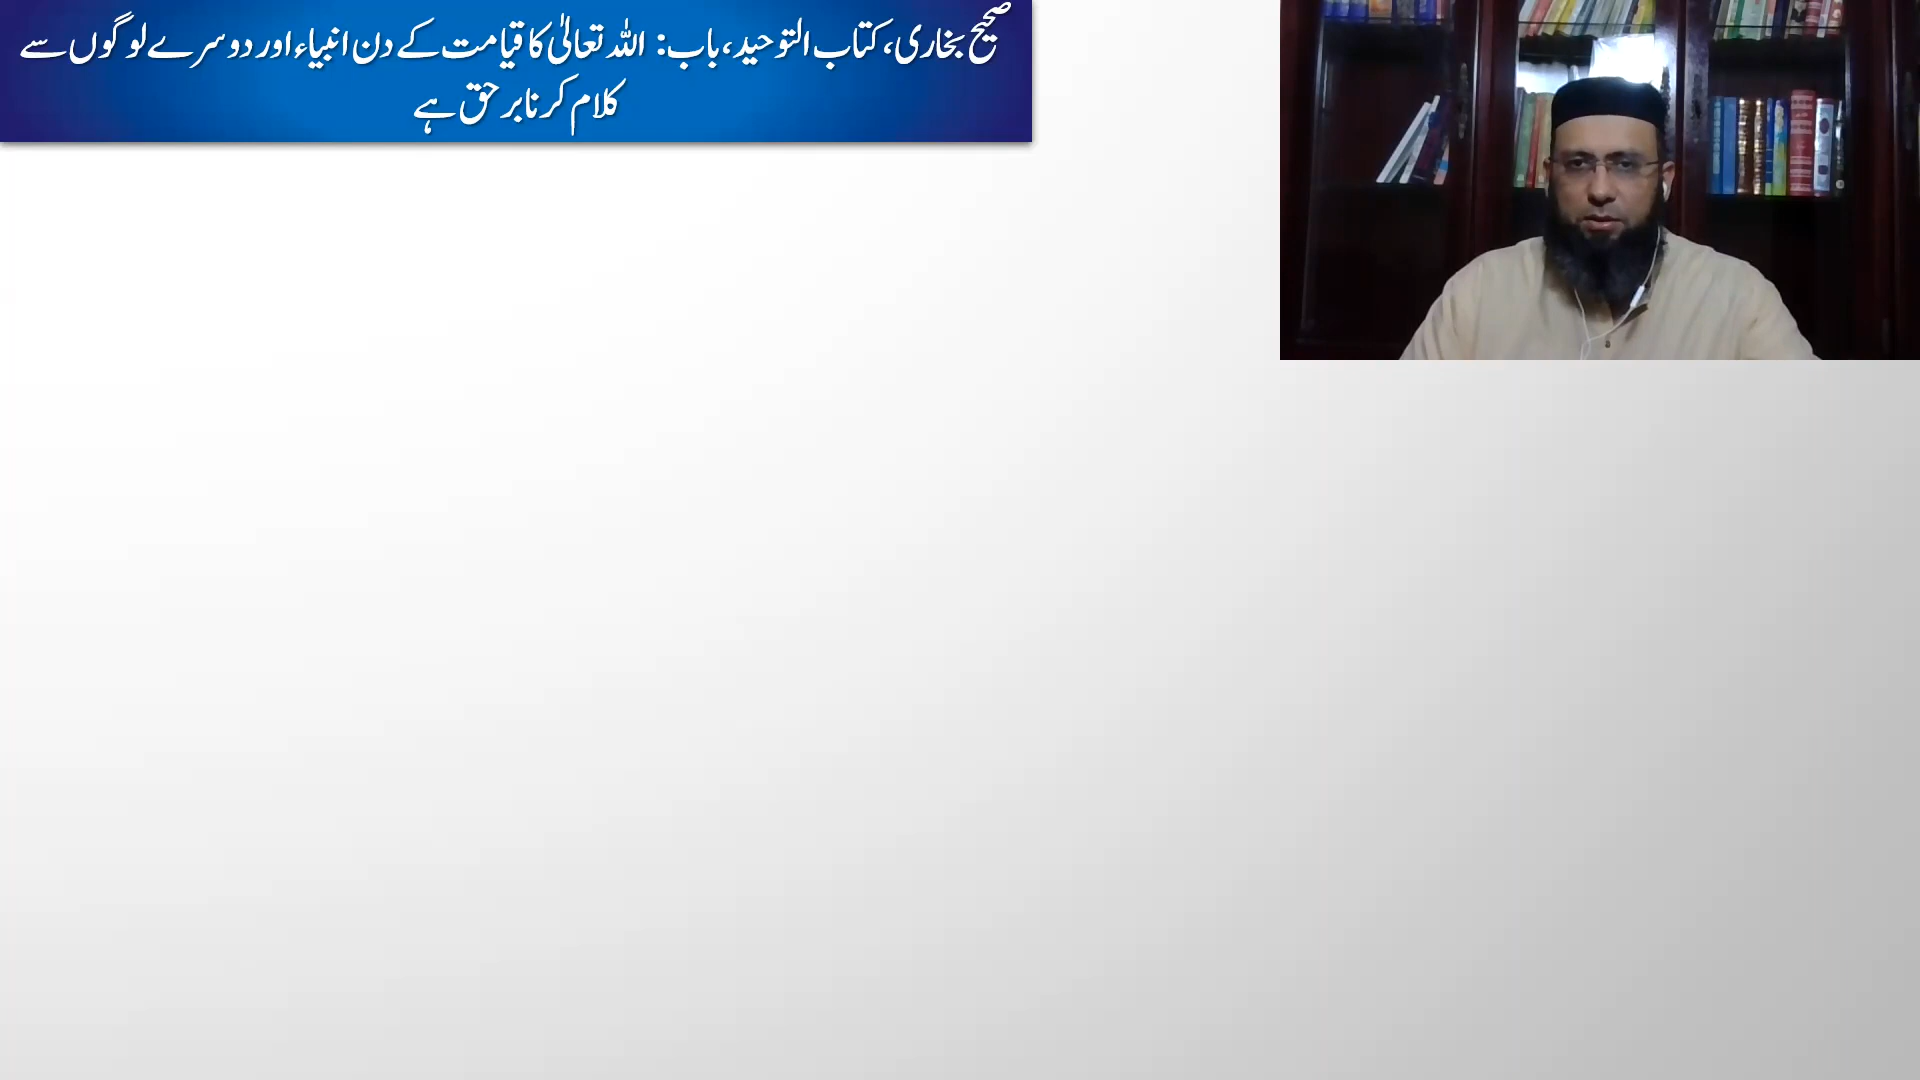 صحیح بخاری، کتاب التوحید، باب: اللہ تعالیٰ کا قیامت کے دن انبیاء اور دوسرے لوگوں سے
کلام کرنا برحق ہے